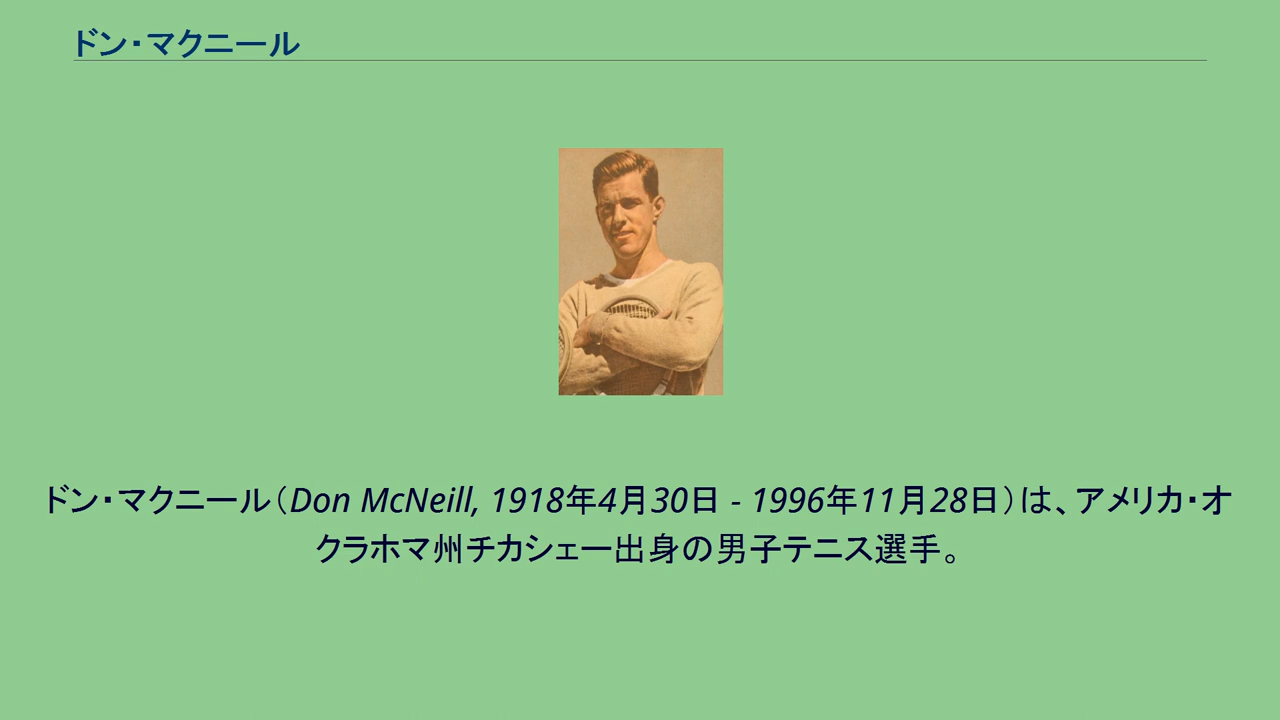 ドン・マクニール
ドン・マクニール（Don McNeill, 1918年4月30日 - 1996年11月28日）は、アメリカ・オ
クラホマ州チカシェー出身の男子テニス選手。